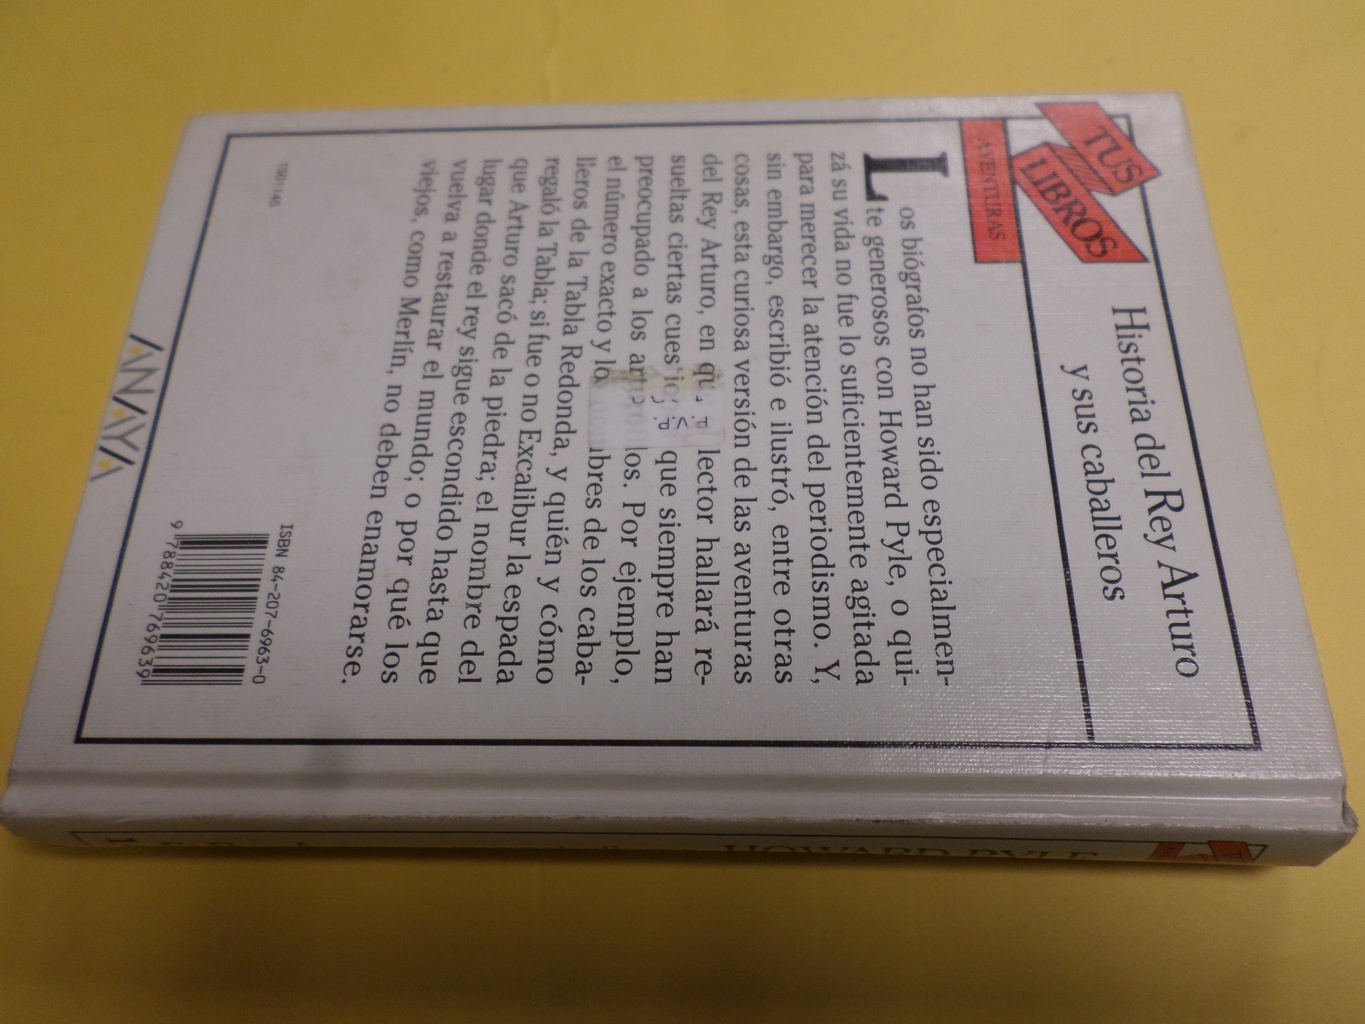 TUS
LIBROS
AVENTURAS
Historia del Rey Arturo
y sus caballeros
Los biógrafos no han sido especialmen-
te generosos con Howard Pyle, o qui-
zá su vida no fue lo suficientemente agitada
para merecer la atención del periodismo. Y,
sin embargo, escribió e ilustró, entre otras
cosas, esta curiosa versión de las aventuras
del Rey Arturo, en lector hallará re-
sueltas ciertas que siempre han
preocupado a los Por ejemplo,
el número exacto y de los caba-
lleros de la Tabla Redonda, y quién y cómo
regaló la Tabla; si fue o no Excalibur la espada
que Arturo sacó de la piedra; el nombre del
lugar donde el rey sigue escondido hasta que
vuelva a restaurar el mundo; o por qué los
viejos, como Merlín, no deben enamorarse.
1501146
ISBN 84-207-6963-0
9 788420 769639
ANAYA
HOWARD PYLE